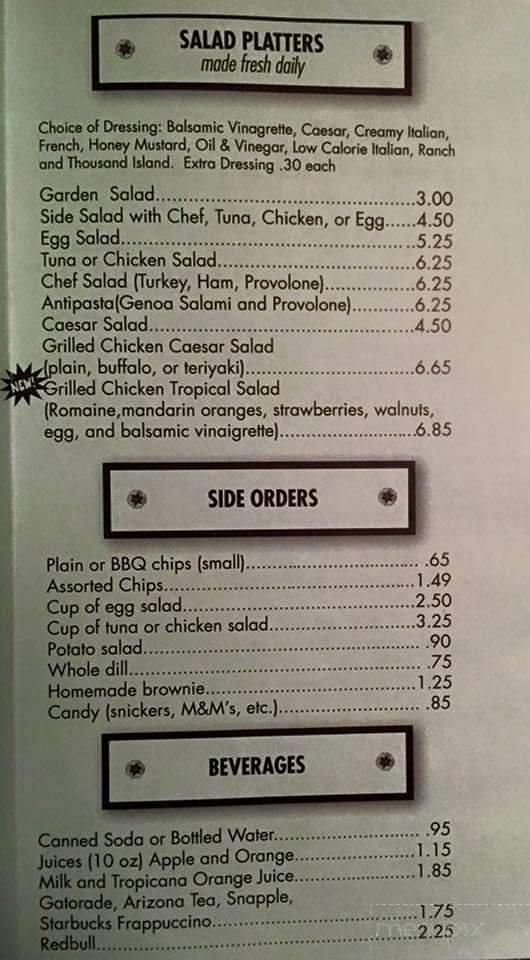 SALAD PLATTERS
made fresh daily
Choice of Dressing: Balsamic Vinagrette, Caesar, Creamy Italian,
French, Honey Mustard, Oil & Vinegar, Low Calorie Italian, Ranch
and Thousand Island. Extra Dressing .30 each
Garden Salad..........3.00
Side Salad with Chef, Tuna, Chicken, or Egg......4.50
Egg Salad..........5.25
Tuna or Chicken Salad..........6.25
Chef Salad (Turkey, Ham, Provolone)..........6.25
Antipasta(Genoa Salami and Provolone)..........6.25
Caesar Salad..........4.50
Grilled Chicken Caesar Salad
(plain, buffalo, or teriyaki)..........6.65
NEW! Grilled Chicken Tropical Salad
(Romaine,mandarin oranges, strawberries, walnuts,
egg, and balsamic vinaigrette)..........6.85
SIDE ORDERS
Plain or BBQ chips (small).......... .65
Assorted Chips..........1.49
Cup of egg salad..........2.50
Cup of tuna or chicken salad..........3.25
Potato salad.......... .90
Whole dill.......... .75
Homemade brownie..........1.25
Candy (snickers, M&M's, etc.).......... .85
BEVERAGES
Canned Soda or Bottled Water.......... .95
Juices (10 oz) Apple and Orange..........1.15
Milk and Tropicana Orange Juice..........1.85
Gatorade, Arizona Tea, Snapple,
Starbucks Frappuccino..........1.75
Redbull..........2.25